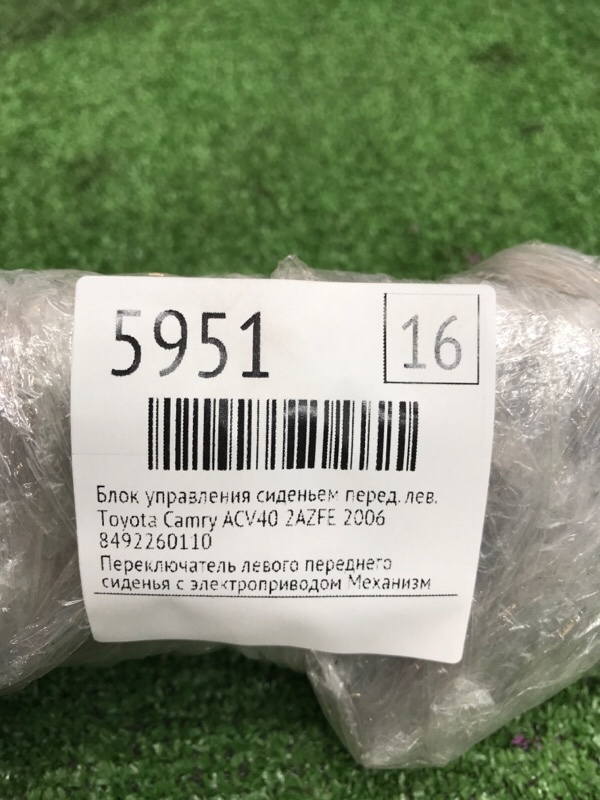 5951
16
Блок управления сиденьем перед. лев.
Toyota Camry ACV40 2AZFE 2006
8492260110
Переключатель левого переднего
сиденья с электроприводом Механизм